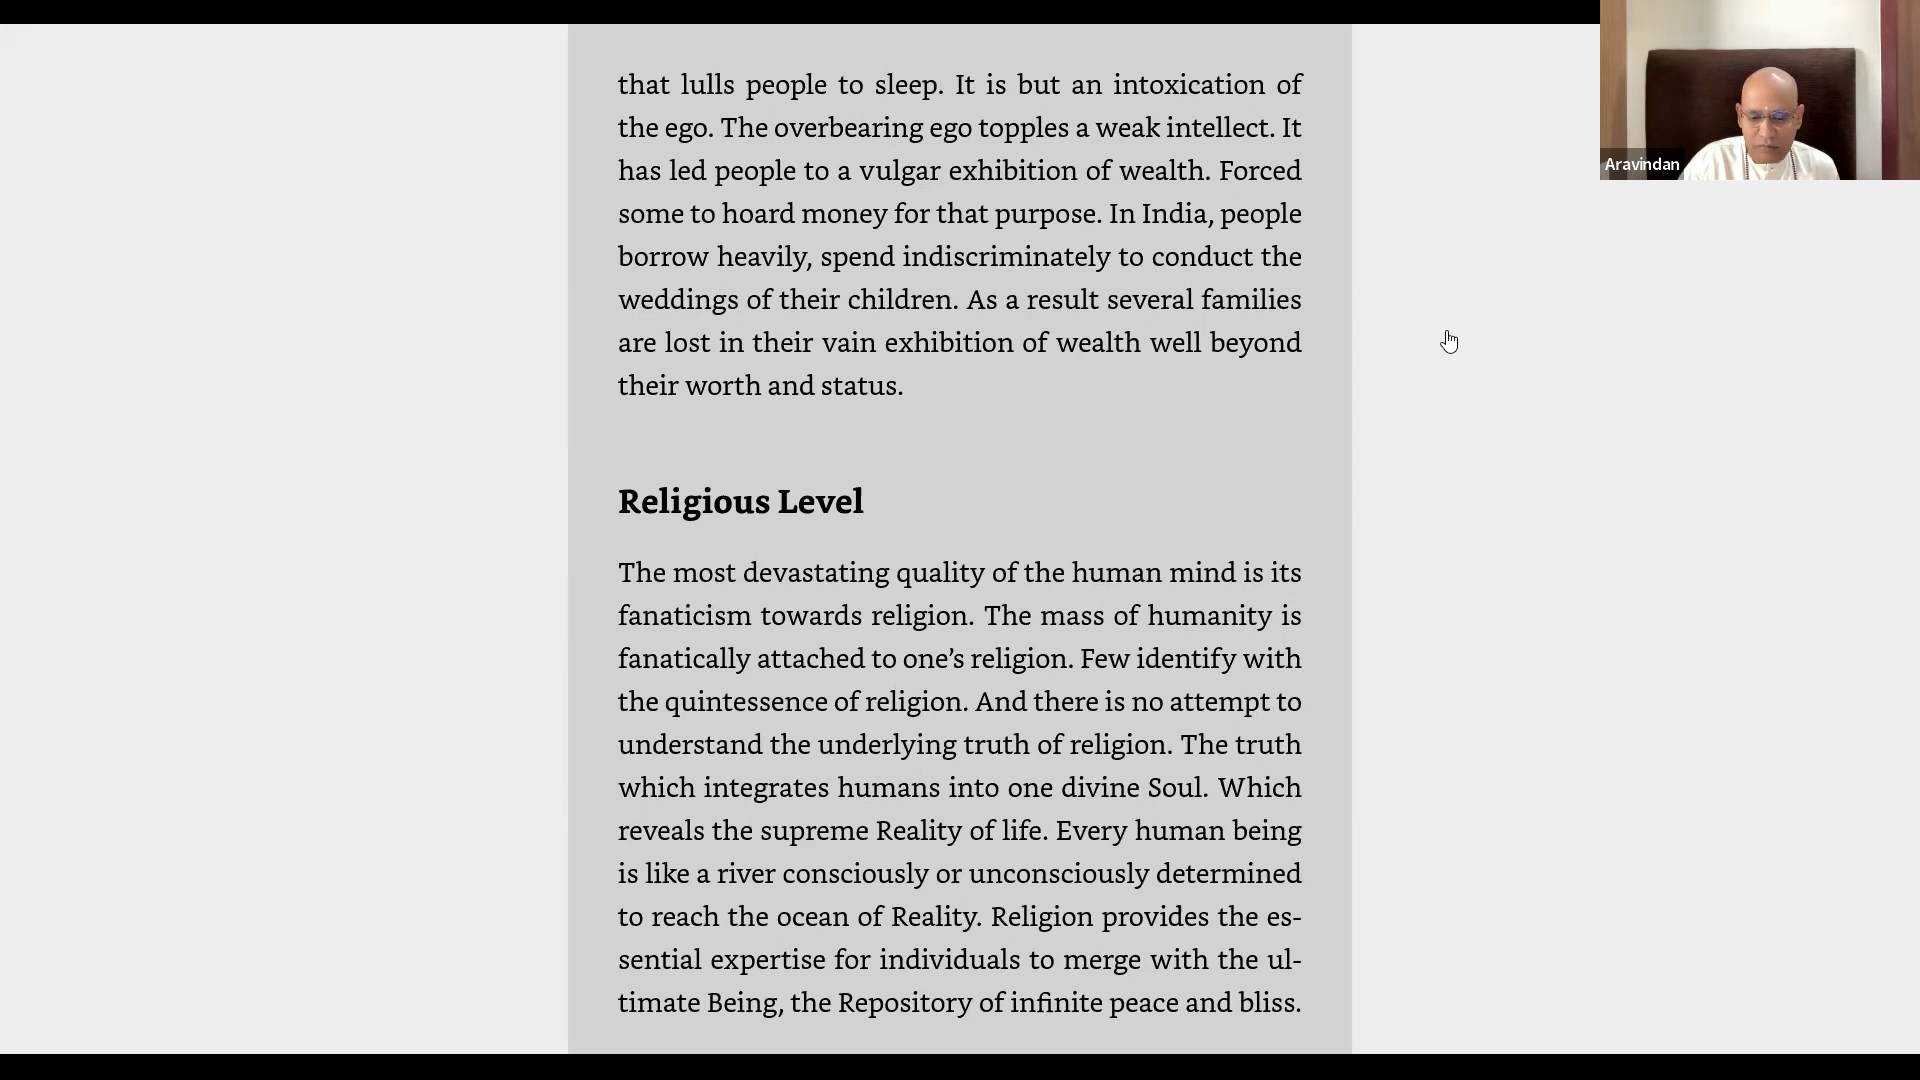 that lulls people to sleep. It is but an intoxication of
the ego. The overbearing ego topples a weak intellect. It
has led people to a vulgar exhibition of wealth. Forced
some to hoard money for that purpose. In India, people
borrow heavily, spend indiscriminately to conduct the
weddings of their children. As a result several families
are lost in their vain exhibition of wealth well beyond
their worth and status.
Religious Level
The most devastating quality of the human mind is its
fanaticism towards religion. The mass of humanity is
fanatically attached to one’s religion. Few identify with
the quintessence of religion. And there is no attempt to
understand the underlying truth of religion. The truth
which integrates humans into one divine Soul. Which
reveals the supreme Reality of life. Every human being
is like a river consciously or unconsciously determined
to reach the ocean of Reality. Religion provides the es-
sential expertise for individuals to merge with the ul-
timate Being, the Repository of infinite peace and bliss.
Aravindan